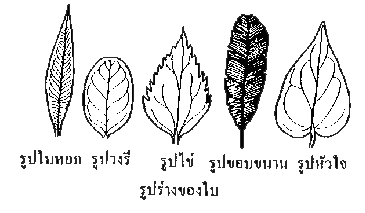 รูปใบหอก รูปวงรี รูปไข่ รูปขอบขนาน รูปหัวใจ
รูปร่างของใบ